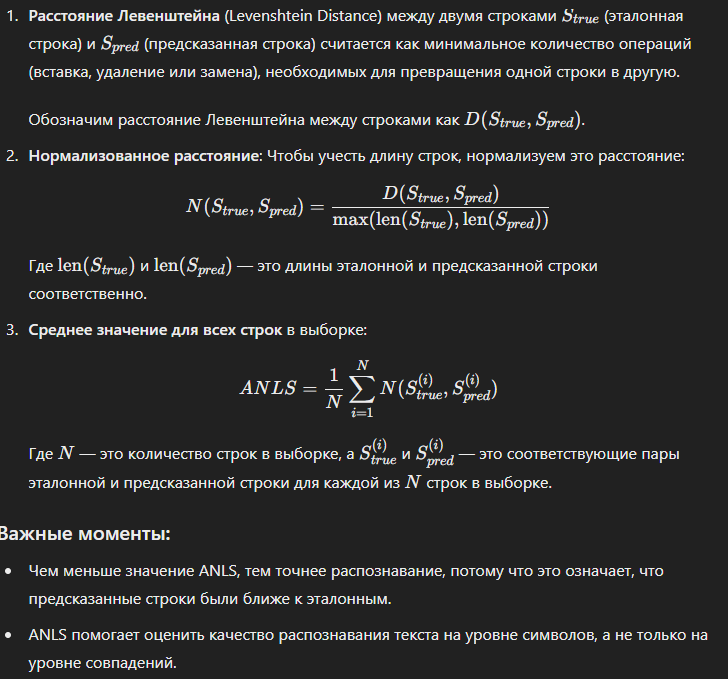 1. Расстояние Левенштейна (Levenshtein Distance) между двумя строками S_{true} (эталонная
строка) и S_{pred} (предсказанная строка) считается как минимальное количество операций
(вставка, удаление или замена), необходимых для превращения одной строки в другую.
Обозначим расстояние Левенштейна между строками как D(S_{true}, S_{pred}).
2. Нормализованное расстояние: Чтобы учесть длину строк, нормализуем это расстояние:
N(S_{true}, S_{pred}) = \frac{D(S_{true}, S_{pred})}{max(len(S_{true}), len(S_{pred}))}
Где len(S_{true}) и len(S_{pred}) — это длины эталонной и предсказанной строки
соответственно.
3. Среднее значение для всех строк в выборке:
ANLS = \frac{1}{N} \sum_{i=1}^{N} N(S_{true}^{(i)}, S_{pred}^{(i)})
Где N — это количество строк в выборке, а S_{true}^{(i)} и S_{pred}^{(i)} — это соответствующие пары
эталонной и предсказанной строки для каждой из N строк в выборке.
Важные моменты:
• Чем меньше значение ANLS, тем точнее распознавание, потому что это означает, что
предсказанные строки были ближе к эталонным.
• ANLS помогает оценить качество распознавания текста на уровне символов, а не только на
уровне совпадений.